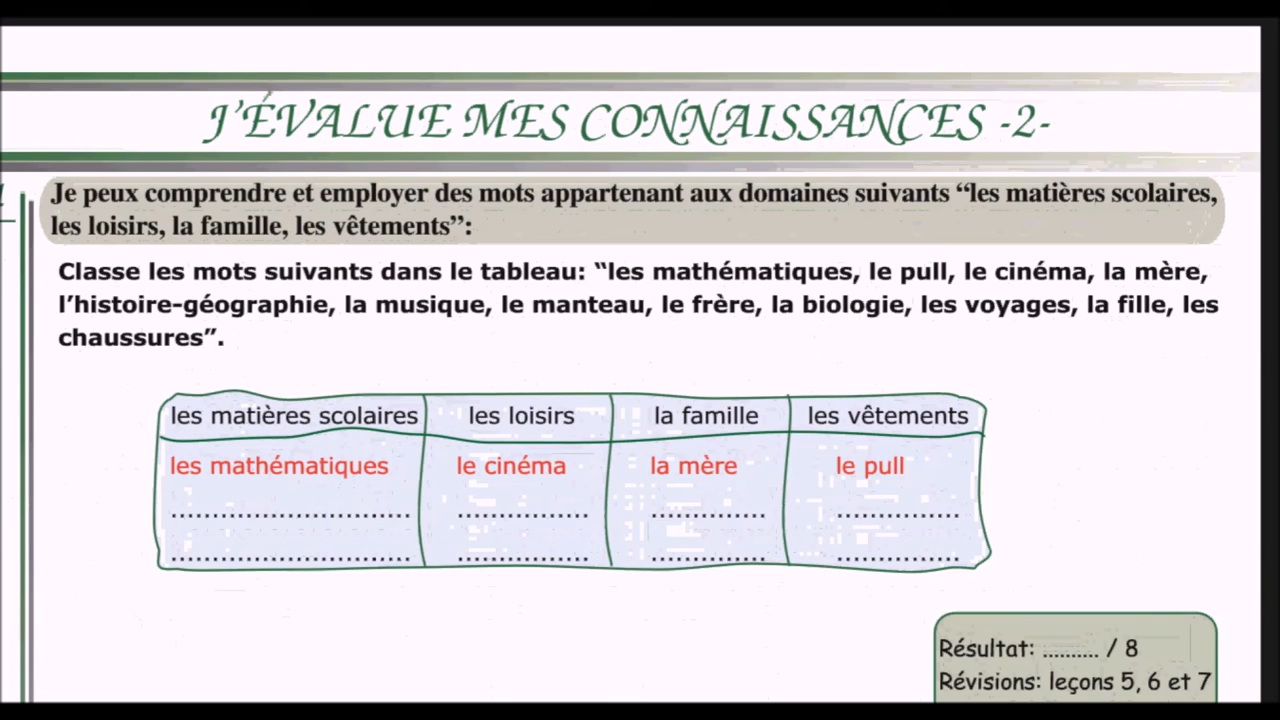 J'ÉVALUE MES CONNAISSANCES -2-
Je peux comprendre et employer des mots appartenant aux domaines suivants “les matières scolaires,
les loisirs, la famille, les vêtements”:
Classe les mots suivants dans le tableau: “les mathématiques, le pull, le cinéma, la mère,
l’histoire-géographie, la musique, le manteau, le frère, la biologie, les voyages, la fille, les
chaussures”.
les matières scolaires les loisirs la famille les vêtements
les mathématiques le cinéma la mère le pull
............................. ................ .............. ...............
............................. ................ .............. ...............
Résultat: .......... / 8
Révisions: leçons 5, 6 et 7